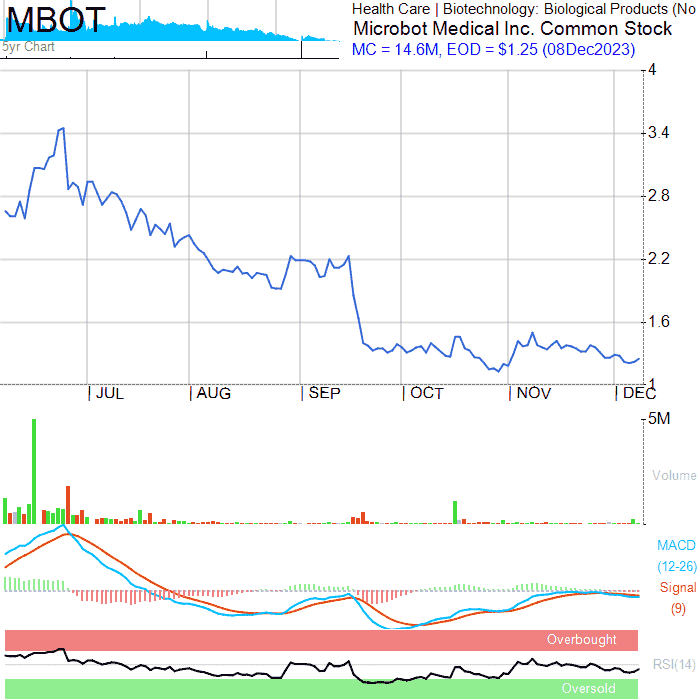 MBOT
5yr Chart
Health Care | Biotechnology: Biological Products (No
Microbot Medical Inc. Common Stock
MC = 14.6M, EOD = $1.25 (08Dec2023)
4
3.4
2.8
2.2
1.6
1
JUL AUG SEP OCT NOV DEC
5M
Volume
MACD
(12-26)
Signal
(9)
Overbought
RSI(14)
Oversold